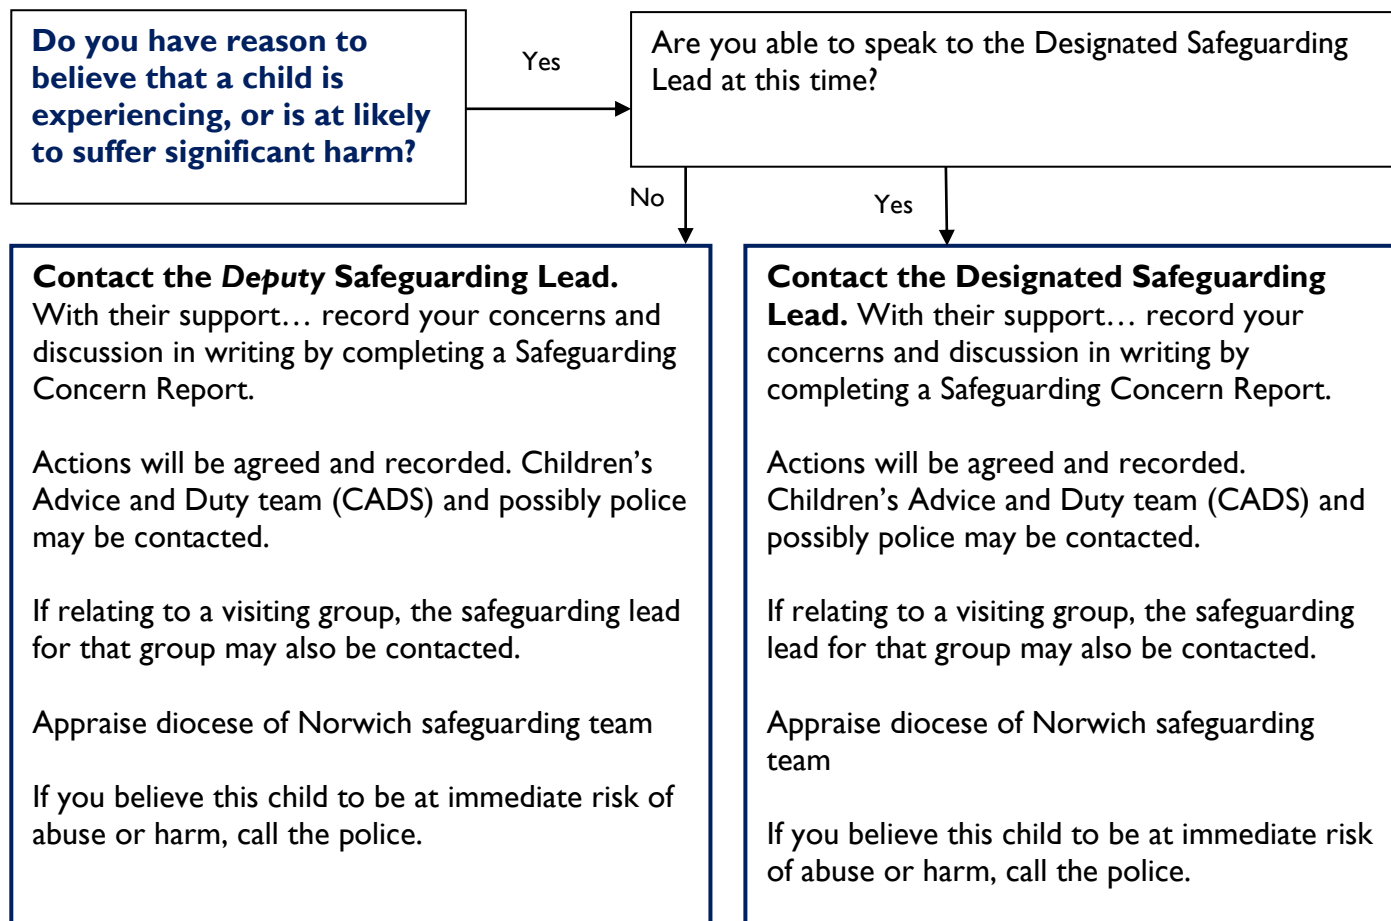 Do you have reason to
believe that a child is
experiencing, or is at likely
to suffer significant harm?
Yes
Are you able to speak to the Designated Safeguarding
Lead at this time?
No
Yes
Contact the Deputy Safeguarding Lead.
With their support… record your concerns and
discussion in writing by completing a Safeguarding
Concern Report.
Actions will be agreed and recorded. Children’s
Advice and Duty team (CADS) and possibly police
may be contacted.
If relating to a visiting group, the safeguarding lead
for that group may also be contacted.
Appraise diocese of Norwich safeguarding team
If you believe this child to be at immediate risk of
abuse or harm, call the police.
Contact the Designated Safeguarding
Lead. With their support… record your
concerns and discussion in writing by
completing a Safeguarding Concern Report.
Actions will be agreed and recorded.
Children’s Advice and Duty team (CADS) and
possibly police may be contacted.
If relating to a visiting group, the safeguarding
lead for that group may also be contacted.
Appraise diocese of Norwich safeguarding
team
If you believe this child to be at immediate risk
of abuse or harm, call the police.